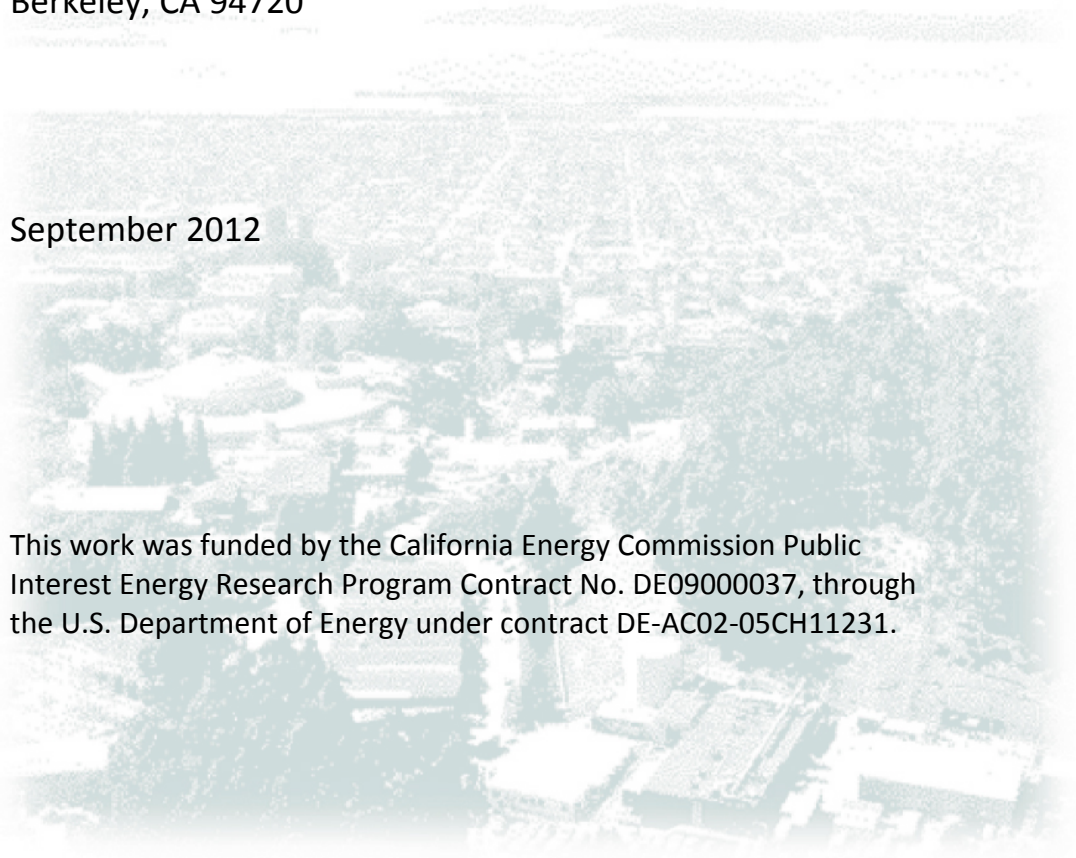 Berkeley, CA 94720
September 2012
This work was funded by the California Energy Commission Public
Interest Energy Research Program Contract No. DE09000037, through
the U.S. Department of Energy under contract DE-AC02-05CH11231.